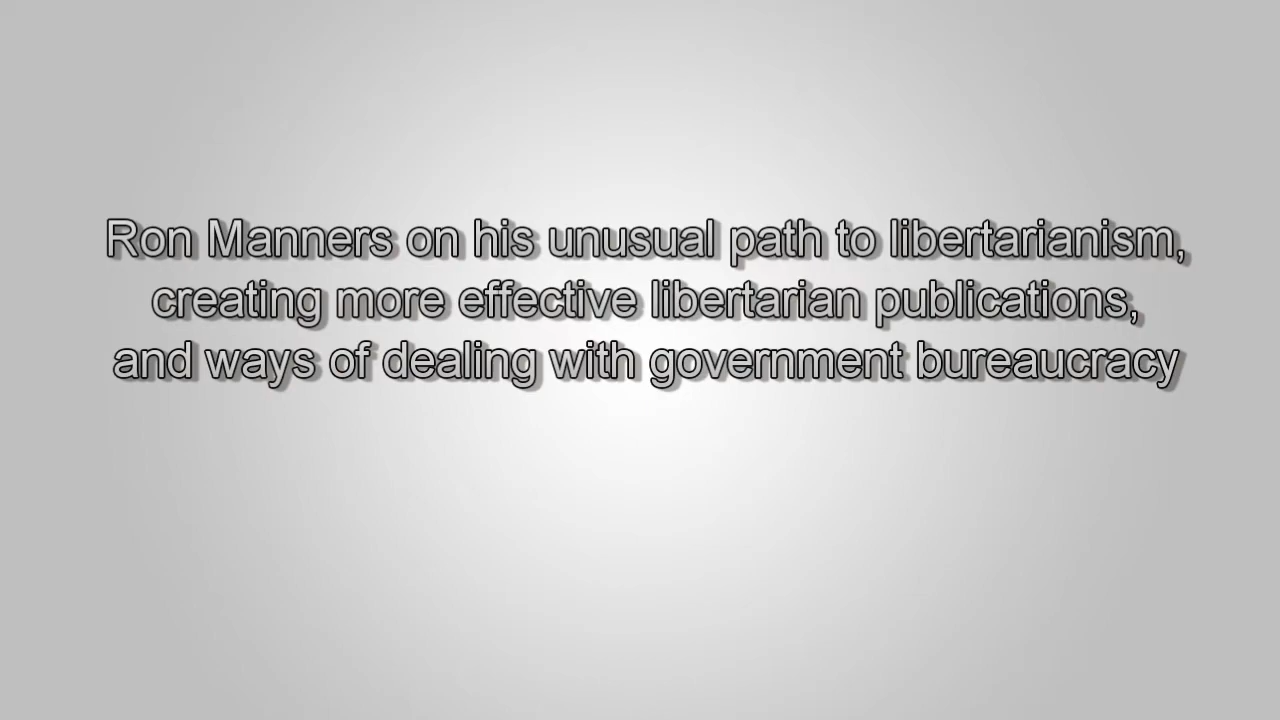 Ron Manners on his unusual path to libertarianism,
creating more effective libertarian publications,
and ways of dealing with government bureaucracy